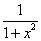 1
1 + x²